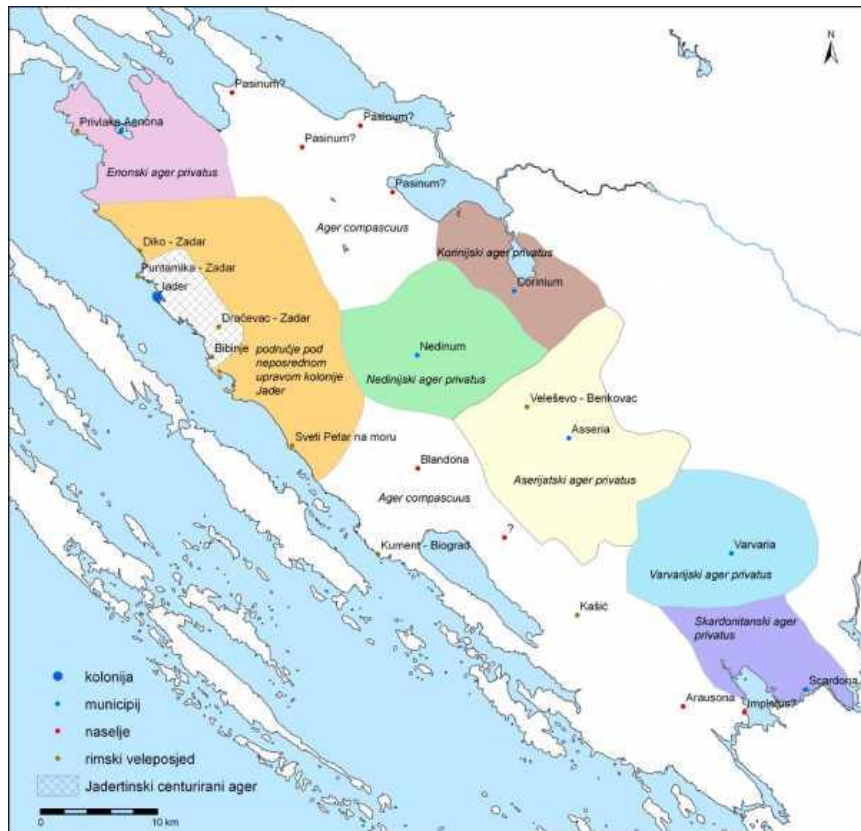 N
Pasinum?
Pasinum?
Pasinum?
Privlaka
Aenona
Enonski ager privatus
Pasinum?
Ager compascuus
Korinijski ager privatus
Diko - Zadar
Puntamika - Zadar
Iader
Corinium
Dračevac - Zadar
Bibinje
područje pod
neposrednom
upravom kolonije
Jader
Nedinum
Nedinijski ager privatus
Veleševo - Benkovac
Asseria
Sveti Petar na moru
Blandona
Aserijatski ager privatus
Ager compascuus
?
Kument - Biograd
Varvaria
Varvarijski ager privatus
Kašić
Skardonitanski ager
privatus
Scardona
Arausona
Impletus?
kolonija
municipij
naselje
rimski veleposjed
Jadertinski centurirani ager
0
10 km